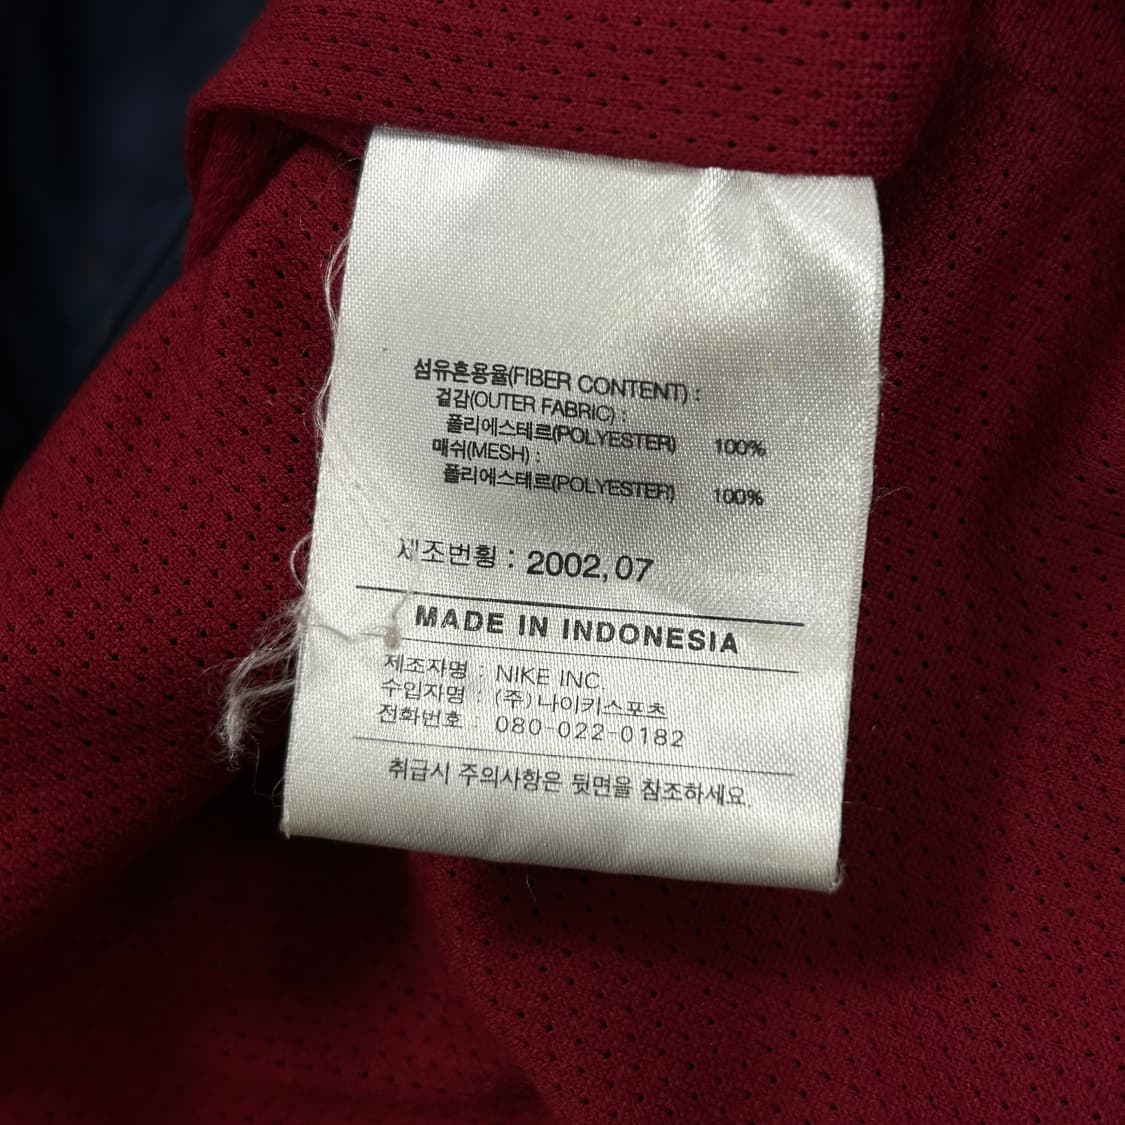 섬유혼용율(FIBER CONTENT) :
겉감(OUTER FABRIC) :
폴리에스테르(POLYESTER) 100%
매쉬(MESH) :
폴리에스테르(POLYESTER) 100%
제조번횡 : 2002, 07
MADE IN INDONESIA
제조자명 : NIKE INC.
수입자명 : (주)나이키스포츠
전화번호 : 080-022-0182
취급시 주의사항은 뒷면을 참조하세요.